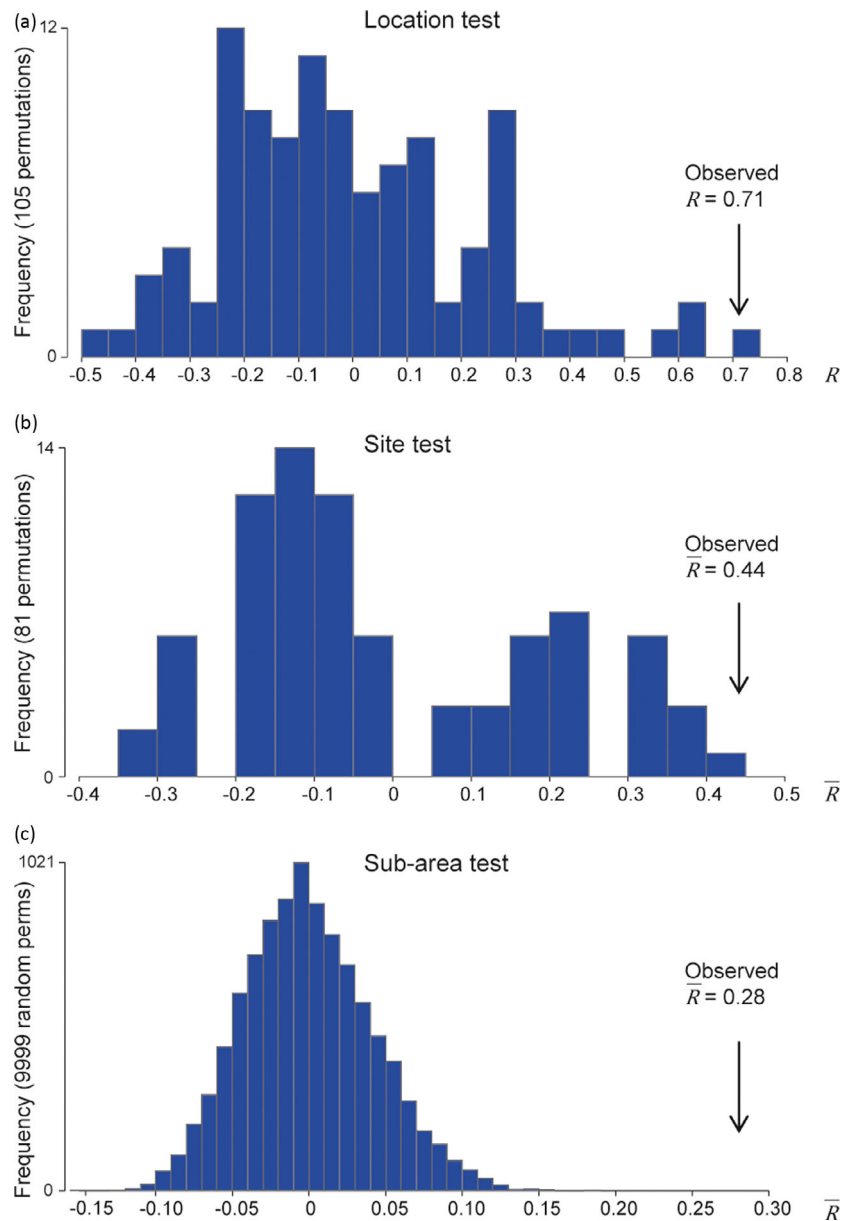 (a)
Location test
12
Frequency (105 permutations)
0
Observed
R = 0.71
-0.5 -0.4 -0.3 -0.2 -0.1 0 0.1 0.2 0.3 0.4 0.5 0.6 0.7 0.8 R
(b)
Site test
14
Frequency (81 permutations)
0
Observed
R̅ = 0.44
-0.4 -0.3 -0.2 -0.1 0 0.1 0.2 0.3 0.4 0.5 R̅
(c)
Sub-area test
1021
Frequency (9999 random perms)
0
Observed
R̅ = 0.28
-0.15 -0.10 -0.05 0 0.05 0.10 0.15 0.20 0.25 0.30 R̅